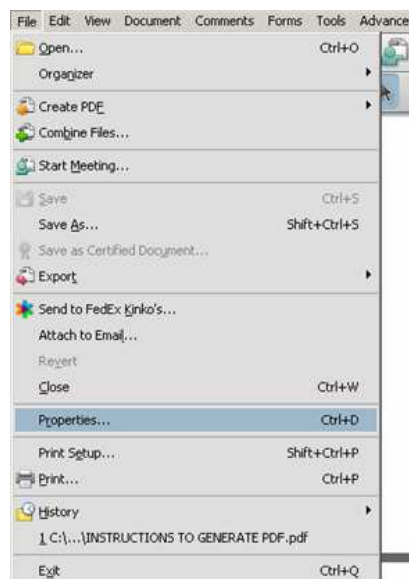 File Edit View Document Comments Forms Tools Advance
Open... Ctrl+O
Organizer
Create PDF
Combine Files...
Start Meeting...
Save Ctrl+S
Save As... Shift+Ctrl+S
Save as Certified Document...
Export
Send to FedEx Kinko's...
Attach to Email...
Revert
Close Ctrl+W
Properties... Ctrl+D
Print Setup... Shift+Ctrl+P
Print... Ctrl+P
History
1 C:\...\INSTRUCTIONS TO GENERATE PDF.pdf
Exit Ctrl+Q